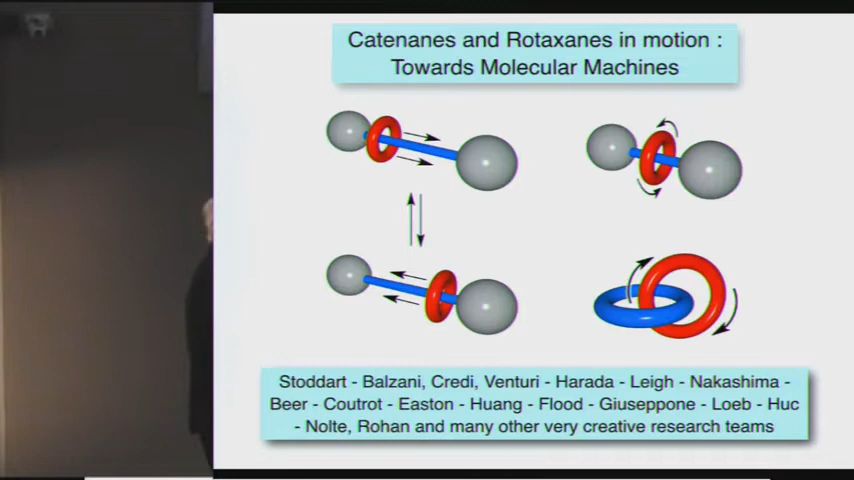 Catenanes and Rotaxanes in motion :
Towards Molecular Machines
Stoddart - Balzani, Credi, Venturi - Harada - Leigh - Nakashima -
Beer - Coutrot - Easton - Huang - Flood - Giuseppone - Loeb - Huc
- Nolte, Rohan and many other very creative research teams